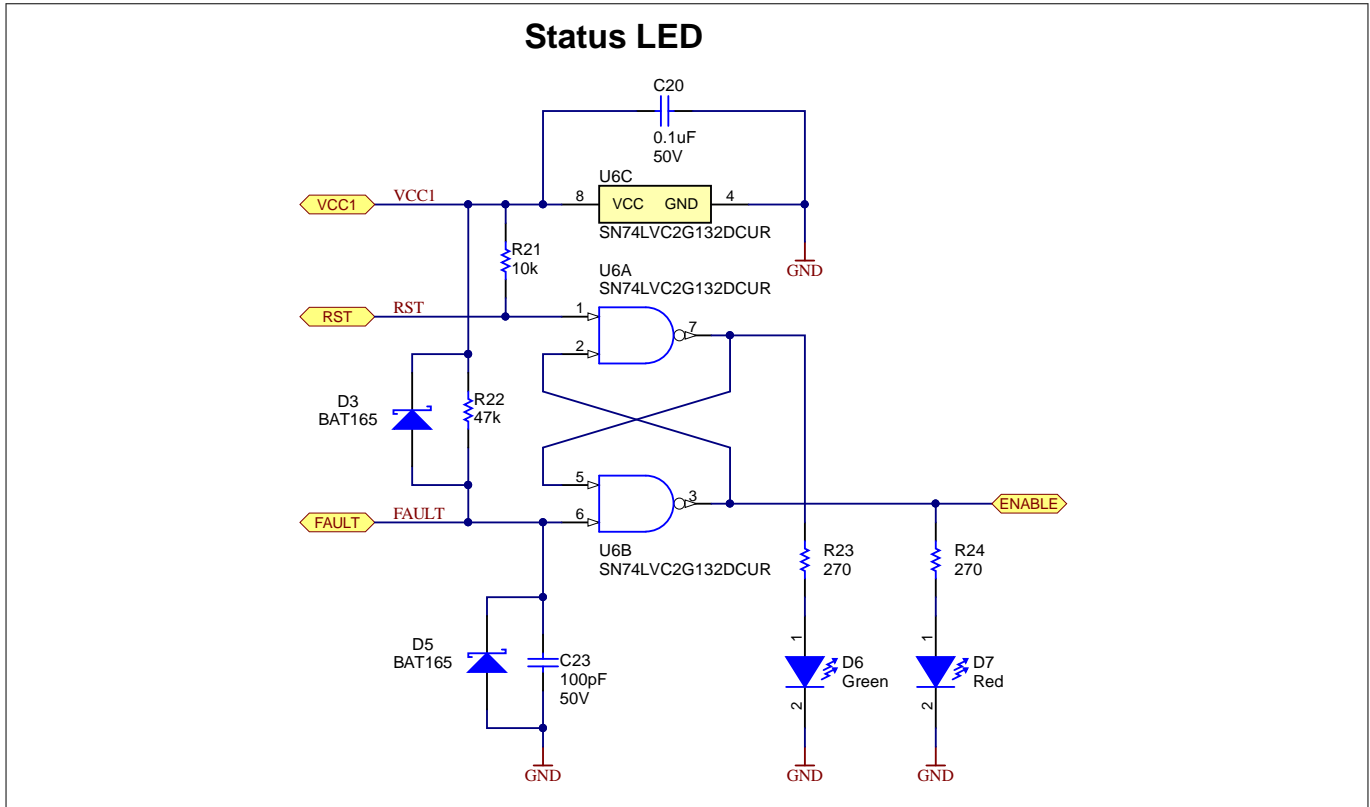 Status LED
C20
0.1uF
50V
U6C
VCC1
VCC1
8
VCC
GND
4
SN74LVC2G132DCUR
R21
10k
GND
U6A
SN74LVC2G132DCUR
RST
RST
1
7
2
D3
BAT165
R22
47k
5
3
ENABLE
FAULT
FAULT
6
U6B
SN74LVC2G132DCUR
R23
270
R24
270
D5
BAT165
C23
100pF
50V
1
D6
Green
2
1
D7
Red
2
GND
GND
GND